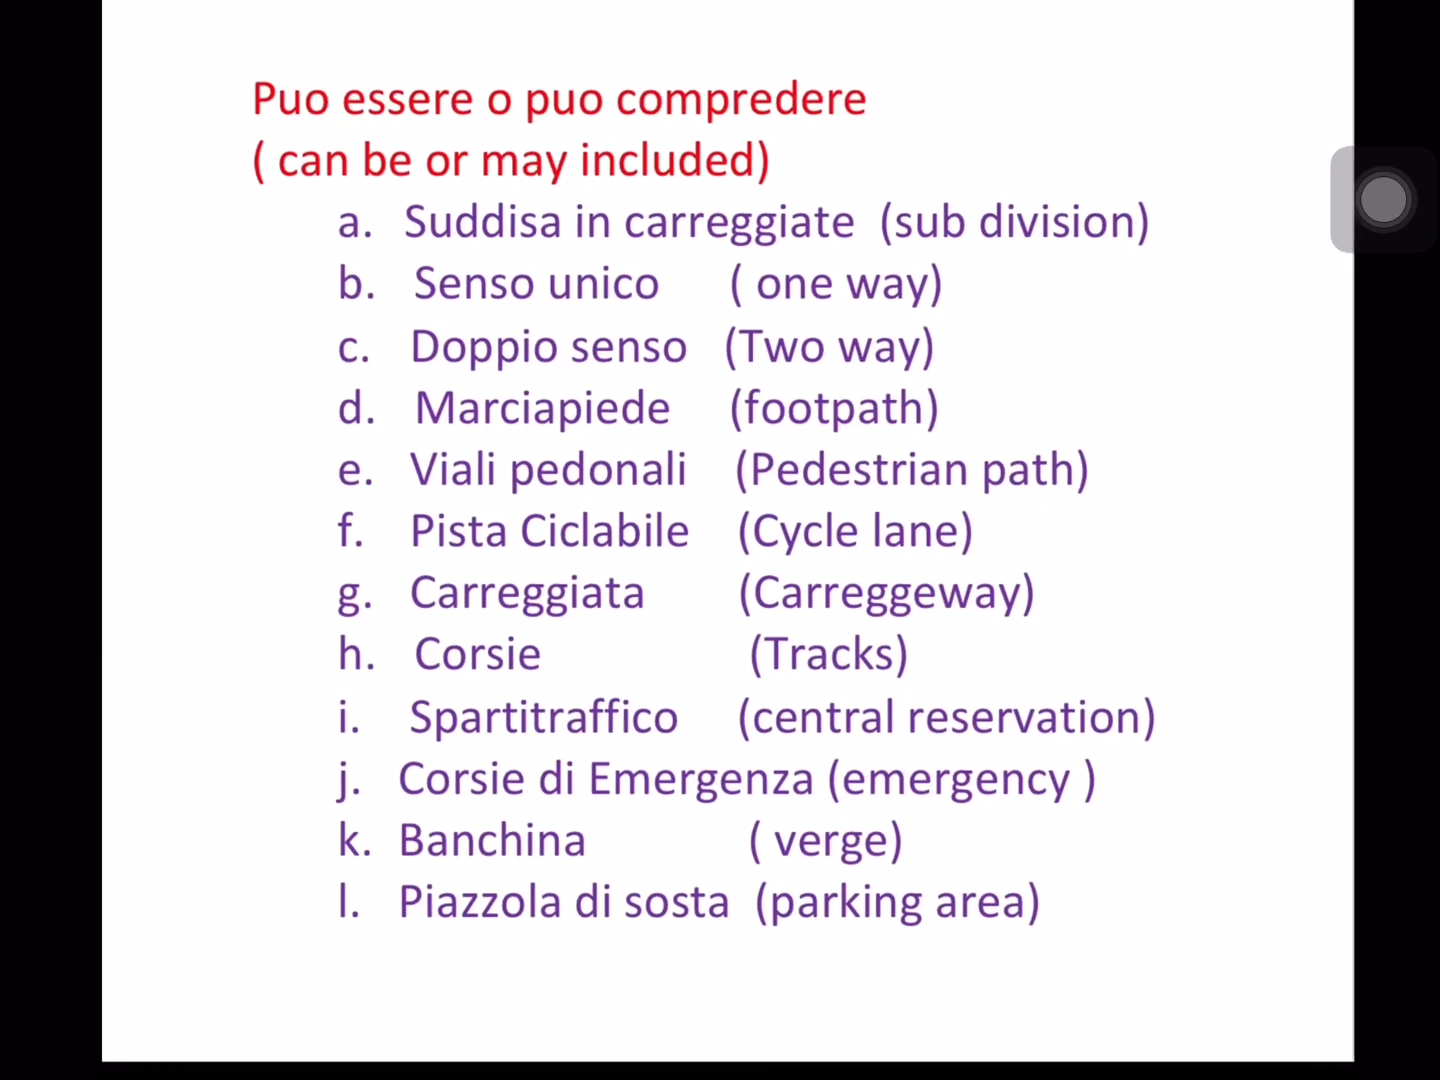 Puo essere o puo compredere
( can be or may included)
a. Suddisa in carreggiate (sub division)
b. Senso unico ( one way)
c. Doppio senso (Two way)
d. Marciapiede (footpath)
e. Viali pedonali (Pedestrian path)
f. Pista Ciclabile (Cycle lane)
g. Carreggiata (Carreggeway)
h. Corsie (Tracks)
i. Spartitraffico (central reservation)
j. Corsie di Emergenza (emergency )
k. Banchina ( verge)
l. Piazzola di sosta (parking area)